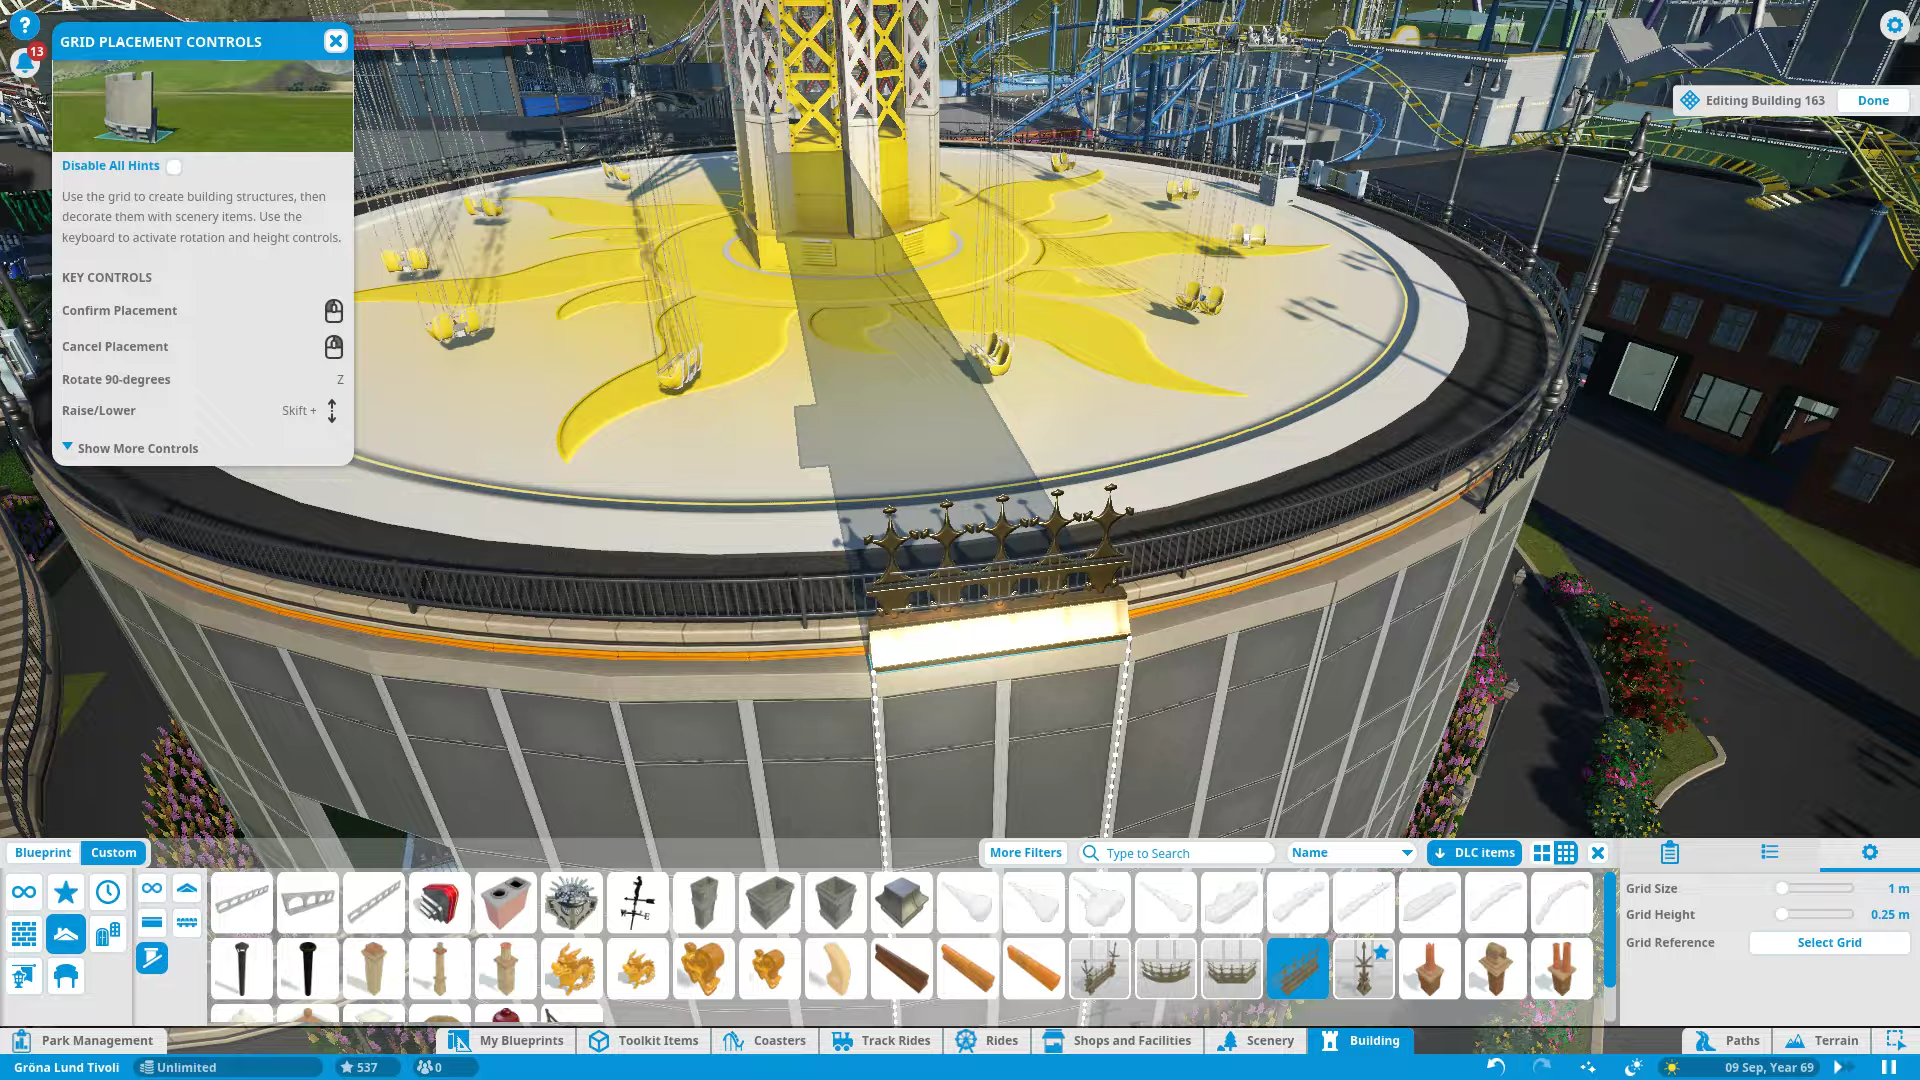 ?
13
GRID PLACEMENT CONTROLS
Disable All Hints
Use the grid to create building structures, then
decorate them with scenery items. Use the
keyboard to activate rotation and height controls.
KEY CONTROLS
Confirm Placement
Cancel Placement
Rotate 90-degrees Z
Raise/Lower Skift +
Show More Controls
Editing Building 163 Done
Blueprint Custom
More Filters Type to Search Name DLC items
Grid Size 1 m
Grid Height 0.25 m
Grid Reference Select Grid
Park Management My Blueprints Toolkit Items Coasters Track Rides Rides Shops and Facilities Scenery Building Paths Terrain
Gröna Lund Tivoli Unlimited 537 0 09 Sep, Year 69